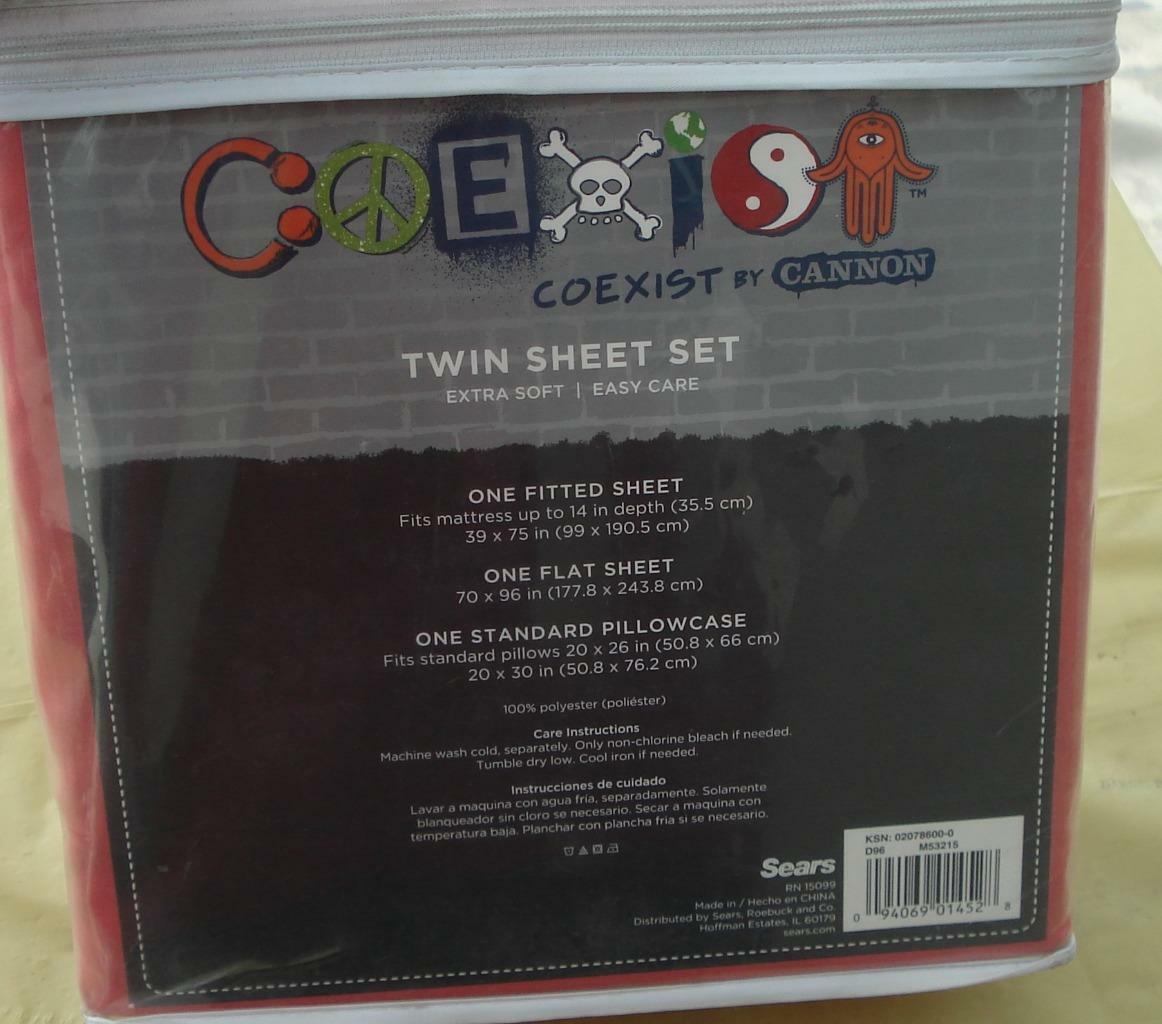 COEXIST™
COEXIST BY CANNON
TWIN SHEET SET
EXTRA SOFT | EASY CARE
ONE FITTED SHEET
Fits mattress up to 14 in depth (35.5 cm)
39 x 75 in (99 x 190.5 cm)
ONE FLAT SHEET
70 x 96 in (177.8 x 243.8 cm)
ONE STANDARD PILLOWCASE
Fits standard pillows 20 x 26 in (50.8 x 66 cm)
20 x 30 in (50.8 x 76.2 cm)
100% polyester (poliéster)
Care Instructions
Machine wash cold, separately. Only non-chlorine bleach if needed.
Tumble dry low. Cool iron if needed.
Instrucciones de cuidado
Lavar a maquina con agua fría, separadamente. Solamente
blanqueador sin cloro se necesario. Secar a maquina con
temperatura baja. Planchar con plancha fria si se necesario.
Sears
RN 15099
Made in / Hecho en CHINA
Distributed by Sears, Roebuck and Co.
Hoffman Estates, IL 60179
sears.com
KSN: 02078600-0
D96 M53215
0 94069 01452 8